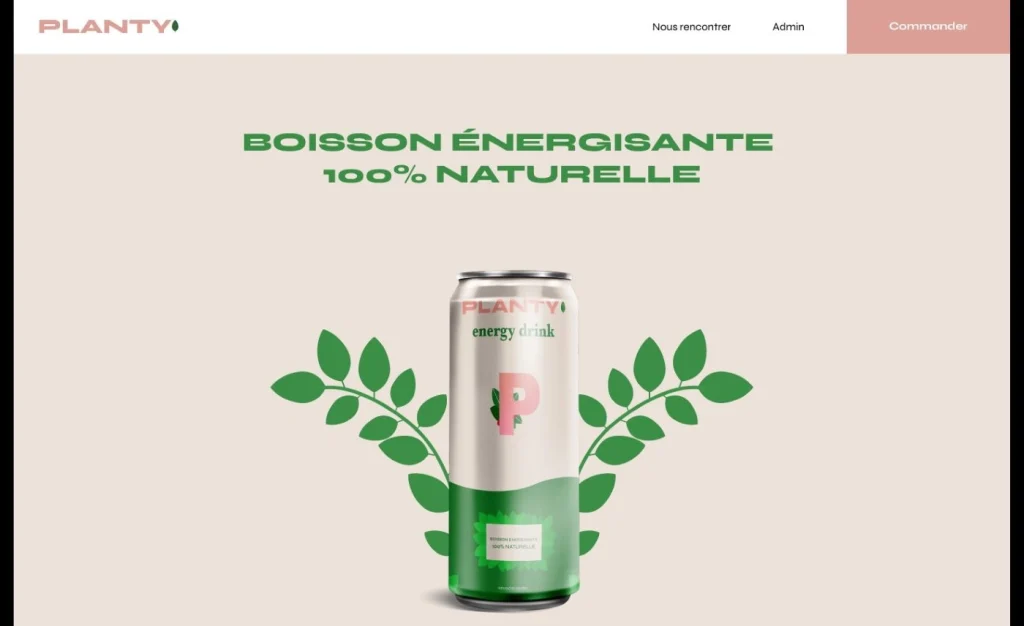 PLANTY
Nous rencontrer
Admin
Commander
BOISSON ÉNERGISANTE
100% NATURELLE
PLANTY
energy drink
P
BOISSON ÉNERGISANTE
100% NATURELLE